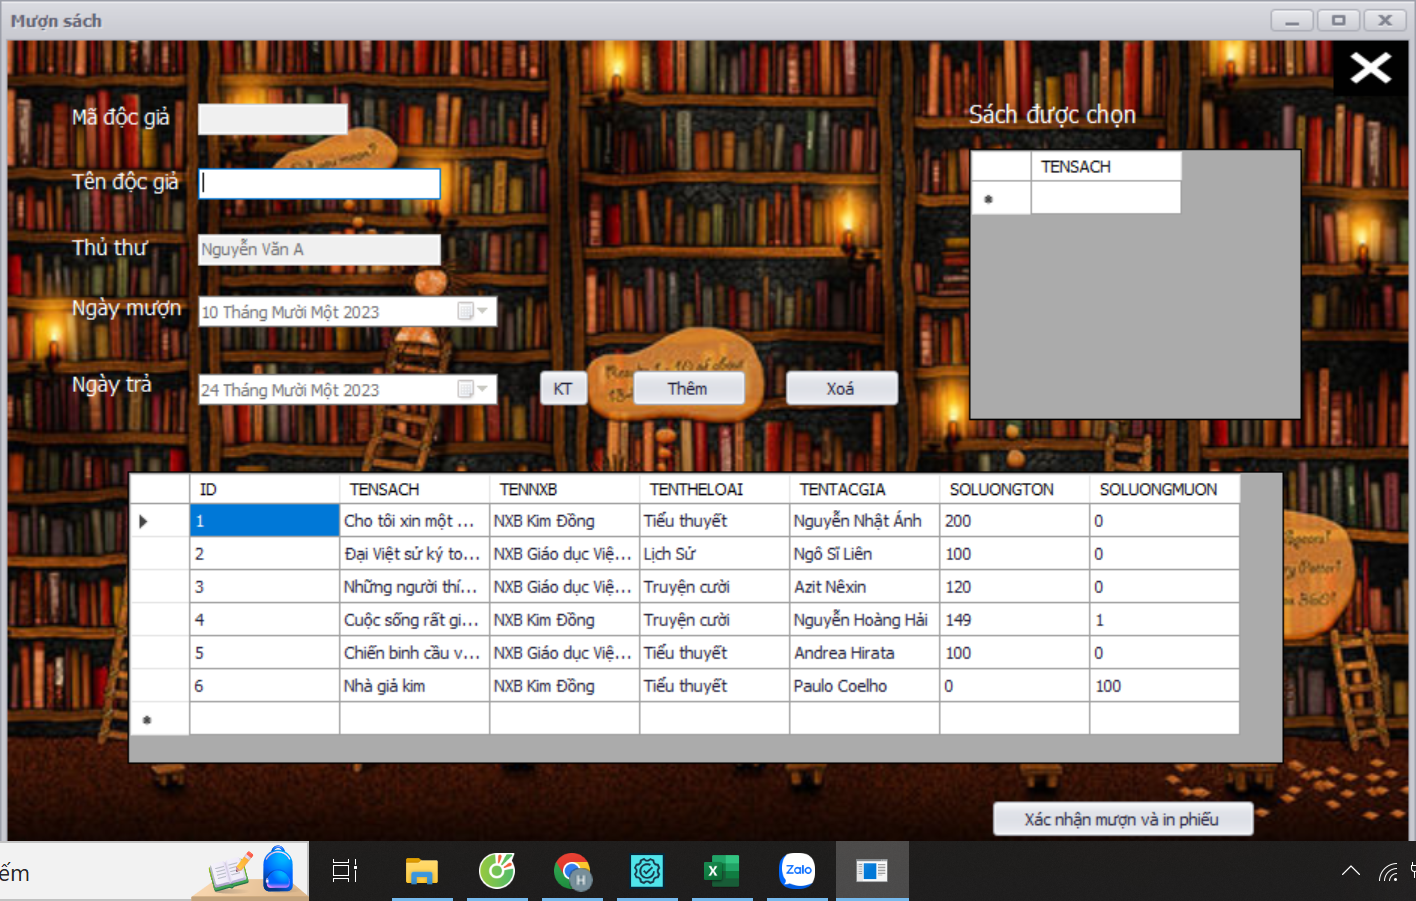 Mượn sách
Mã độc giả
Sách được chọn
TENSACH
Tên độc giả
Thủ thư
Nguyễn Văn A
Ngày mượn
10 Tháng Mười Một 2023
Ngày trả
24 Tháng Mười Một 2023
KT
Thêm
Xoá
ID TENSACH TENNXB TENTHELOAI TENTACGIA SOLUONGTON SOLUONGMUON
1 Cho tôi xin một ... NXB Kim Đồng Tiểu thuyết Nguyễn Nhật Ánh 200 0
2 Đại Việt sử ký to... NXB Giáo dục Việ... Lịch Sử Ngô Sĩ Liên 100 0
3 Những người thí... NXB Giáo dục Việ... Truyện cười Azit Nêxin 120 0
4 Cuộc sống rất gi... NXB Kim Đồng Truyện cười Nguyễn Hoàng Hải 149 1
5 Chiến binh cầu v... NXB Giáo dục Việ... Tiểu thuyết Andrea Hirata 100 0
6 Nhà giả kim NXB Kim Đồng Tiểu thuyết Paulo Coelho 0 100
Xác nhận mượn và in phiếu
ếm
H
X
Zalo